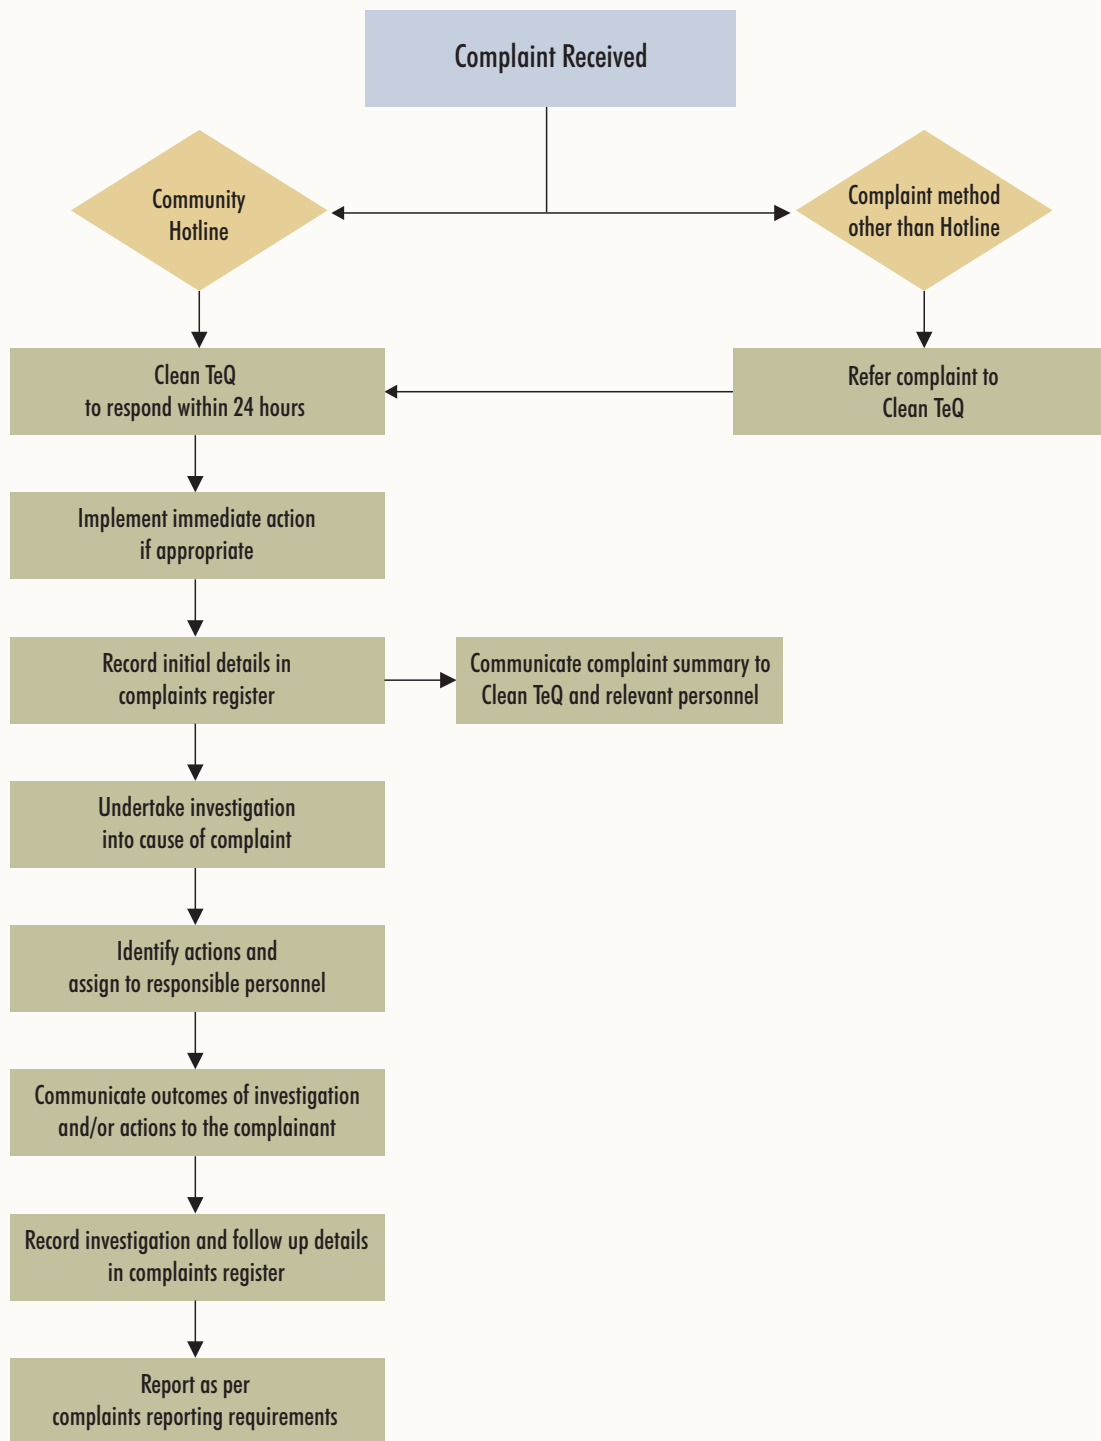 Complaint Received
Community
Hotline
Complaint method
other than Hotline
Clean TeQ
to respond within 24 hours
Refer complaint to
Clean TeQ
Implement immediate action
if appropriate
Record initial details in
complaints register
Communicate complaint summary to
Clean TeQ and relevant personnel
Undertake investigation
into cause of complaint
Identify actions and
assign to responsible personnel
Communicate outcomes of investigation
and/or actions to the complainant
Record investigation and follow up details
in complaints register
Report as per
complaints reporting requirements